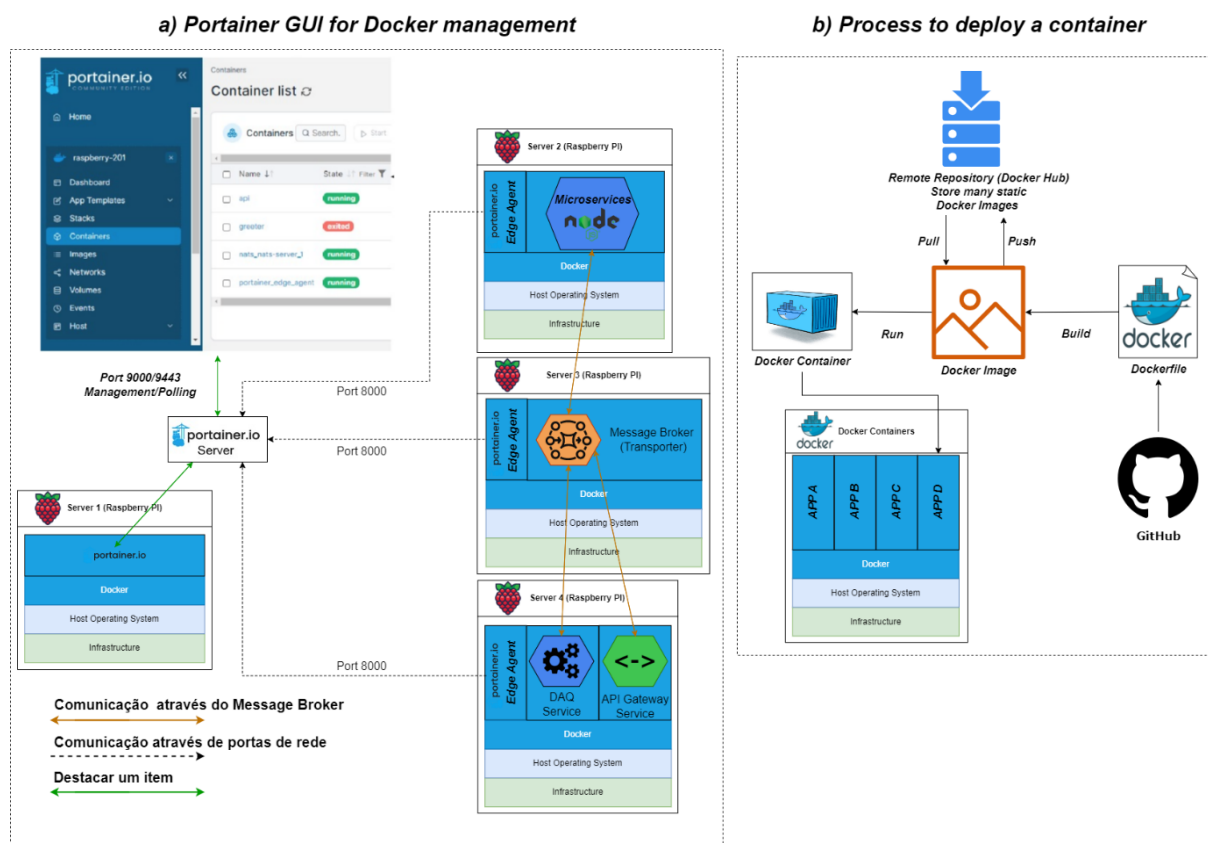 a) Portainer GUI for Docker management
b) Process to deploy a container
portainer.io
COMMUNITY EDITION
Home
raspberry-201
Dashboard
App Templates
Stacks
Containers
Images
Networks
Volumes
Events
Host
Containers
Container list
Containers
Search.
Start
Name
State
Filter
api
running
greeter
exited
nats_nats-server_1
running
portainer_edge_agent
running
Port 9000/9443
Management/Polling
portainer.io
Server
Server 1 (Raspberry PI)
portainer.io
Docker
Host Operating System
Infrastructure
Port 8000
Port 8000
Port 8000
Server 2 (Raspberry PI)
portainer.io
Edge Agent
Microservices
node
Docker
Host Operating System
Infrastructure
Server 3 (Raspberry PI)
portainer.io
Edge Agent
Message Broker
(Transporter)
Docker
Host Operating System
Infrastructure
Server 4 (Raspberry PI)
portainer.io
Edge Agent
DAQ
Service
<->
API Gateway
Service
Docker
Host Operating System
Infrastructure
Comunicação através do Message Broker
Comunicação através de portas de rede
Destacar um item
Remote Repository (Docker Hub)
Store many static
Docker Images
Pull
Push
Run
Build
Docker Container
Docker Image
docker
Dockerfile
docker
Docker Containers
APP A
APP B
APP C
APP D
Docker
Host Operating System
Infrastructure
GitHub